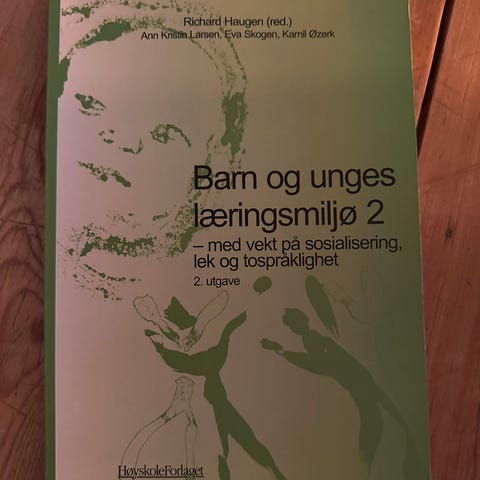 Richard Haugen (red.)
Ann Kristin Larsen, Eva Skogen, Kamil Øzerk
Barn og unges
læringsmiljø 2
– med vekt på sosialisering,
lek og tospråklighet
2. utgave
HøyskoleForlaget